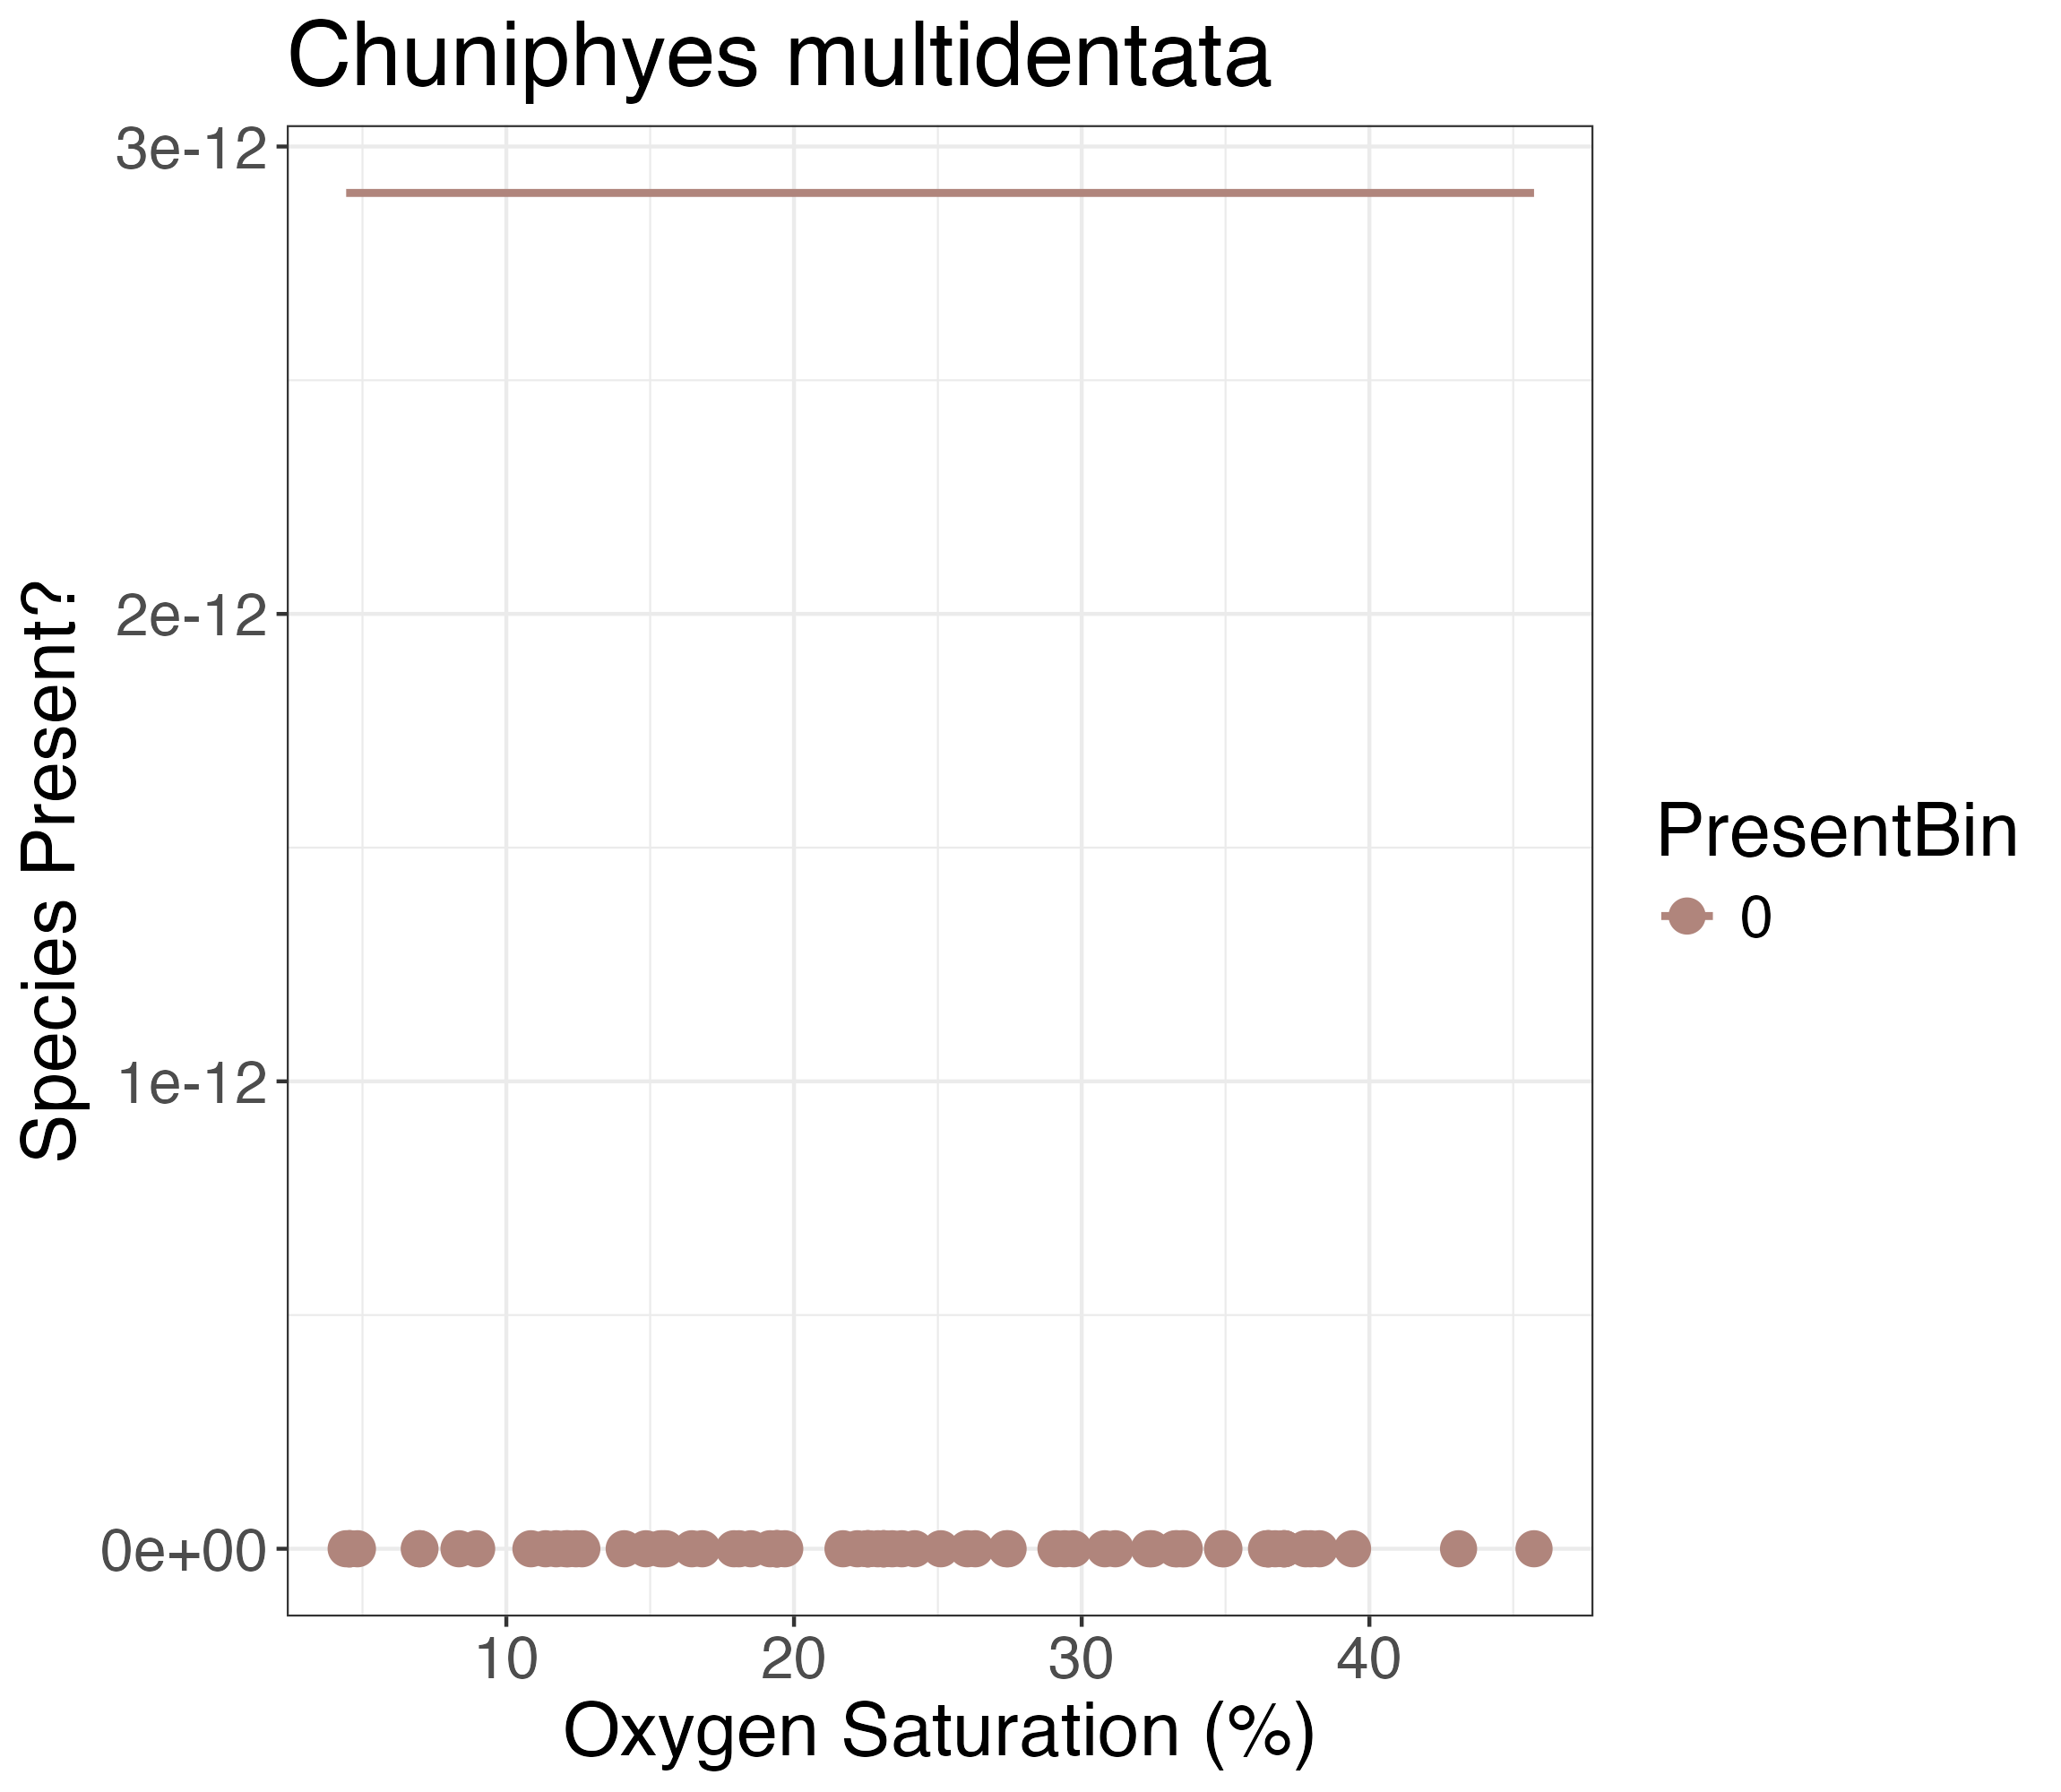 Chuniphyes multidentata
3e-12
2e-12
1e-12
0e+00
Species Present?
10 20 30 40
Oxygen Saturation (%)
PresentBin
0